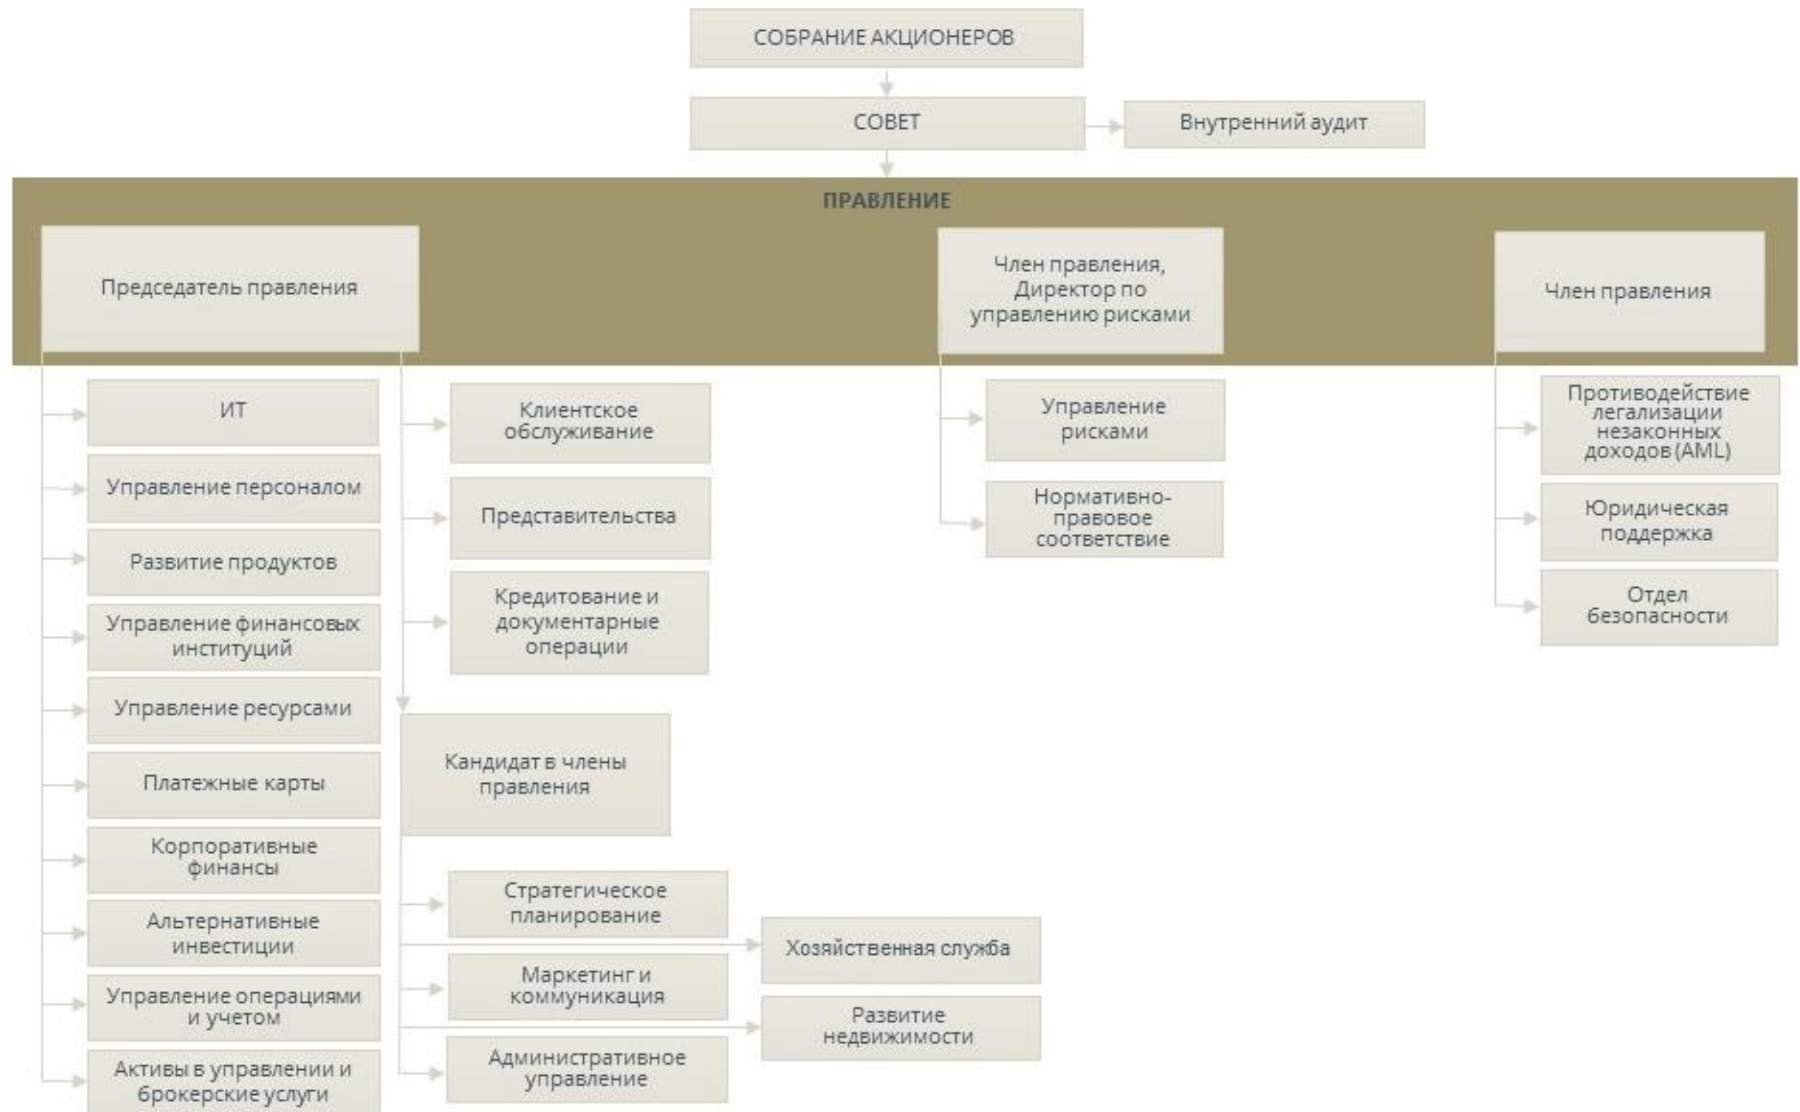 СОБРАНИЕ АКЦИОНЕРОВ
СОВЕТ
Внутренний аудит
ПРАВЛЕНИЕ
Председатель правления
Член правления,
Директор по
управлению рисками
Член правления
ИТ
Управление персоналом
Развитие продуктов
Управление финансовых
институций
Управление ресурсами
Платежные карты
Корпоративные
финансы
Альтернативные
инвестиции
Управление операциями
и учетом
Активы в управлении и
брокерские услуги
Клиентское
обслуживание
Представительства
Кредитование и
документарные
операции
Кандидат в члены
правления
Стратегическое
планирование
Маркетинг и
коммуникация
Административное
управление
Хозяйственная служба
Развитие
недвижимости
Управление
рисками
Нормативно-
правовое
соответствие
Противодействие
легализации
незаконных
доходов (AML)
Юридическая
поддержка
Отдел
безопасности